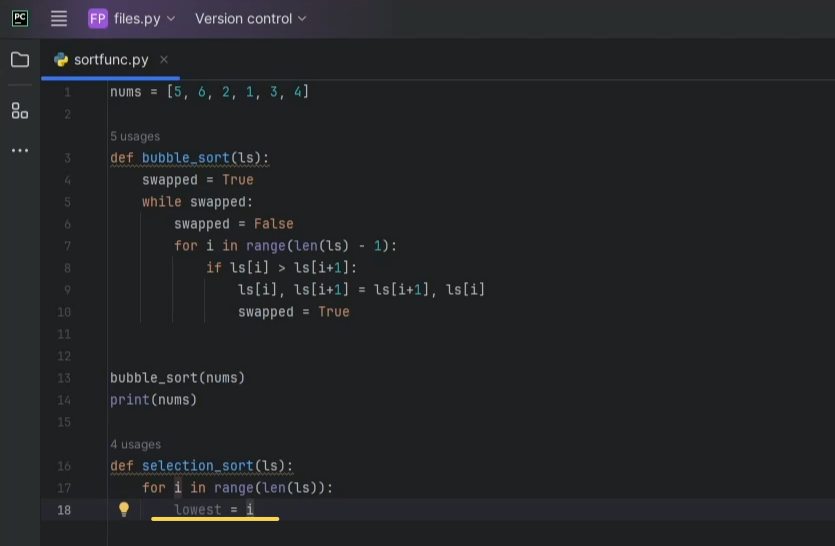 PC
FP files.py Version control
sortfunc.py
1 nums = [5, 6, 2, 1, 3, 4]
2
5 usages
3 def bubble_sort(ls):
4     swapped = True
5     while swapped:
6         swapped = False
7         for i in range(len(ls) - 1):
8             if ls[i] > ls[i+1]:
9                 ls[i], ls[i+1] = ls[i+1], ls[i]
10                 swapped = True
11
12
13 bubble_sort(nums)
14 print(nums)
15
4 usages
16 def selection_sort(ls):
17     for i in range(len(ls)):
18         lowest = i